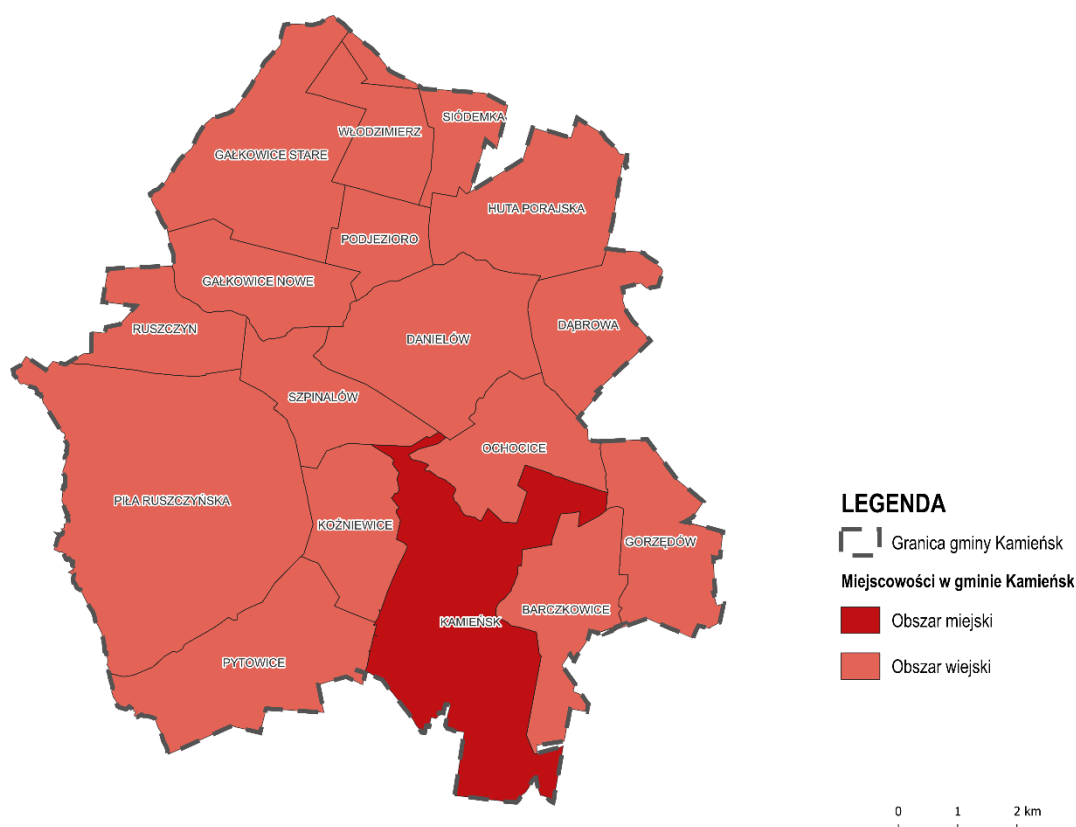 SIÓDEMKA
WŁODZIMIERZ
GAŁKOWICE STARE
HUTA PORAJSKA
PODJEZIORO
GAŁKOWICE NOWE
RUSZCZYN
DĄBROWA
DANIELÓW
SZPINALÓW
OCHOCICE
PIŁA RUSZCZYŃSKA
KOŹNIEWICE
GORZĘDÓW
BARCZKOWICE
KAMIEŃSK
PYTOWICE
LEGENDA
Granica gminy Kamieńsk
Miejscowości w gminie Kamieńsk
Obszar miejski
Obszar wiejski
0 1 2 km